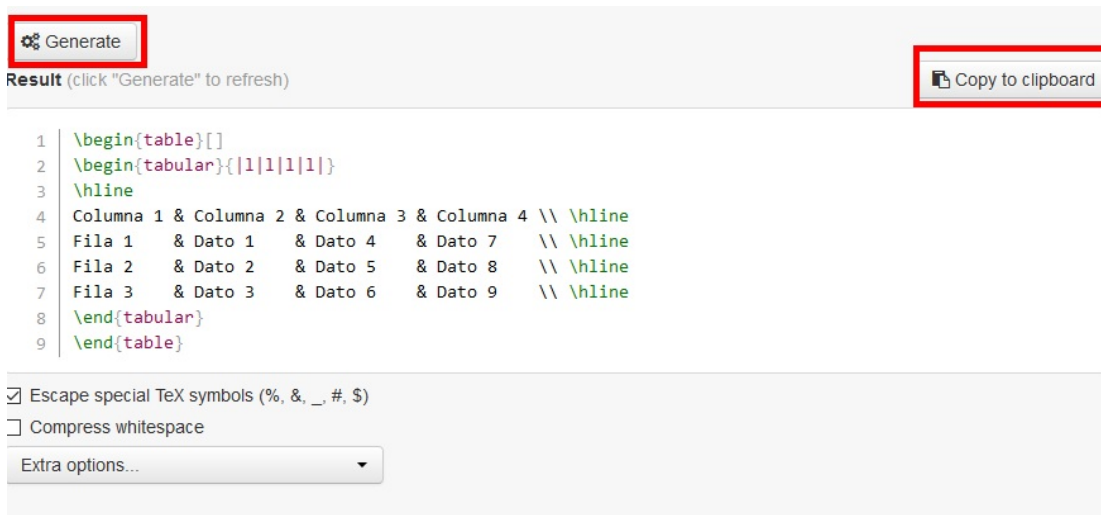 Generate
Result (click "Generate" to refresh)
Copy to clipboard
1 \begin{table}[]
2 \begin{tabular}{|l|l|l|l|}
3 \hline
4 Columna 1 & Columna 2 & Columna 3 & Columna 4 \\ \hline
5 Fila 1    & Dato 1    & Dato 4    & Dato 7    \\ \hline
6 Fila 2    & Dato 2    & Dato 5    & Dato 8    \\ \hline
7 Fila 3    & Dato 3    & Dato 6    & Dato 9    \\ \hline
8 \end{tabular}
9 \end{table}
Escape special TeX symbols (%, &, _, #, $)
Compress whitespace
Extra options...